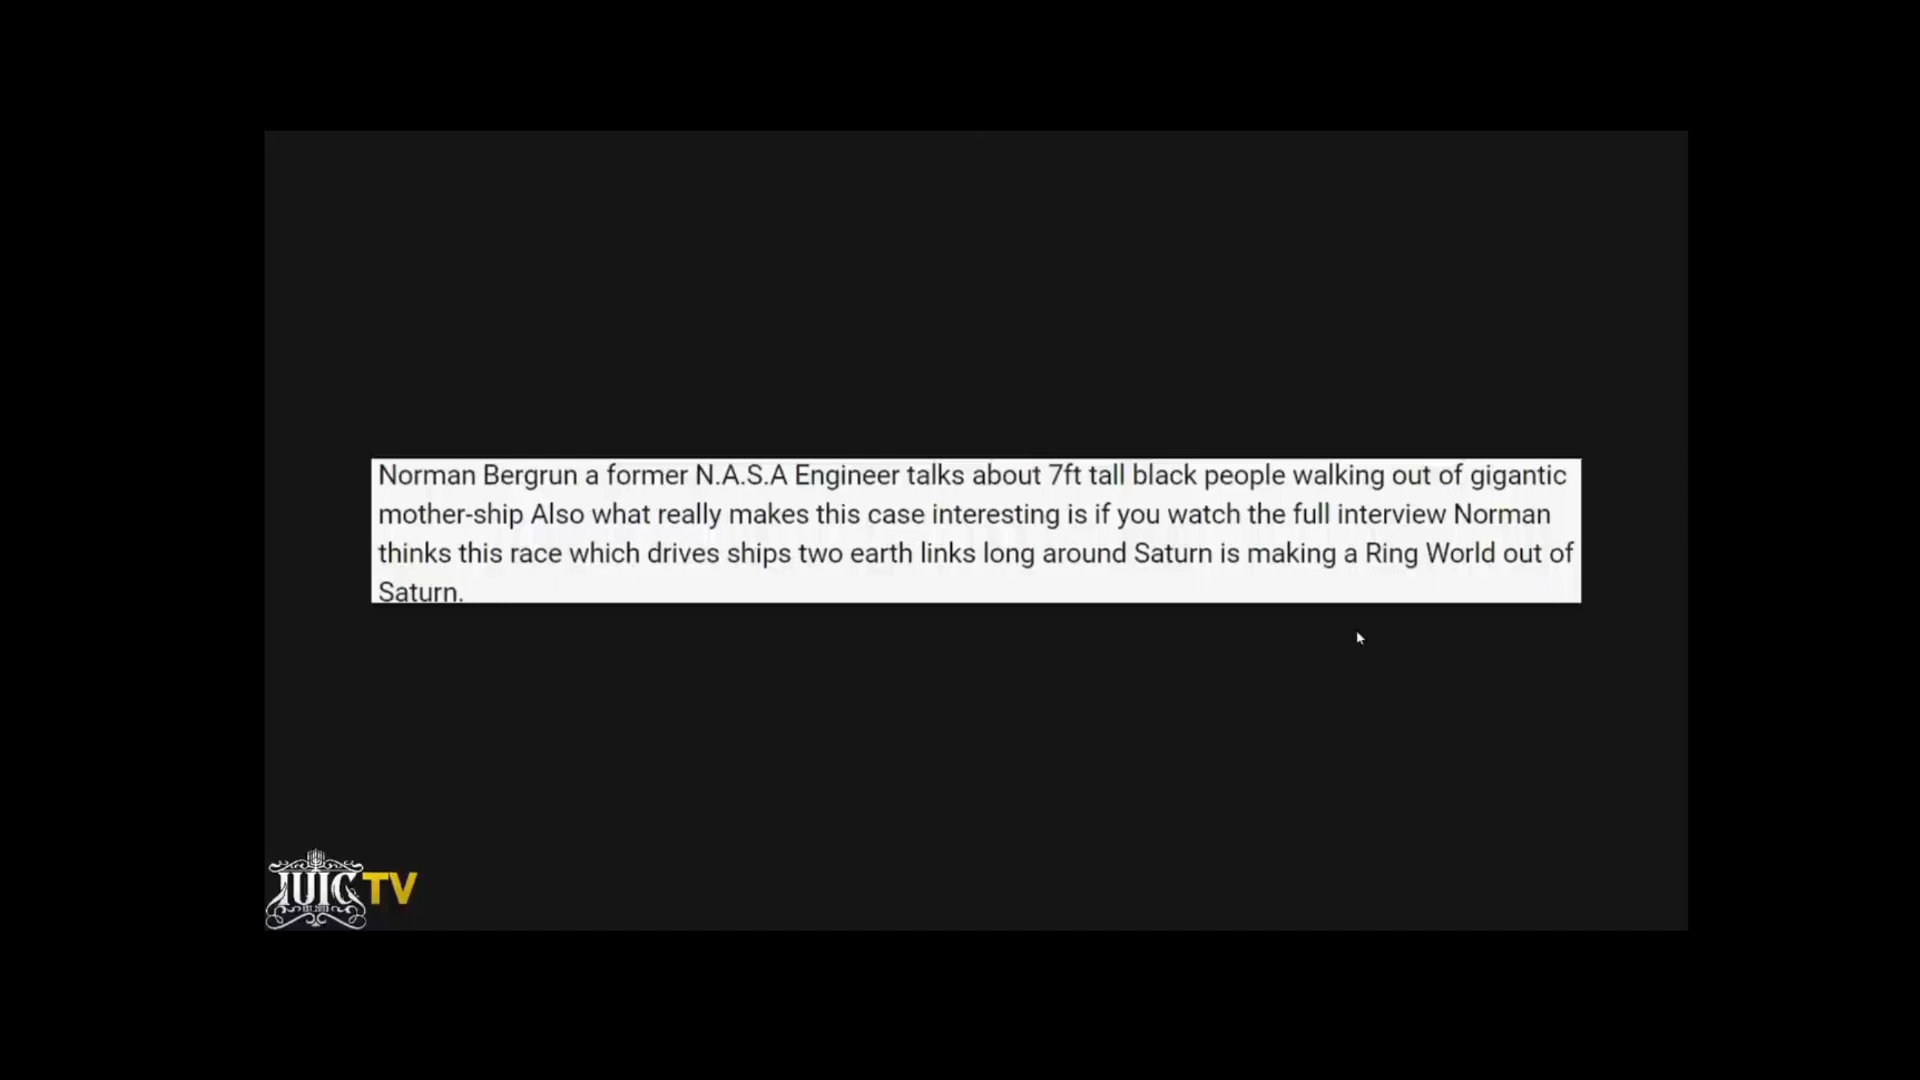 Norman Bergrun a former N.A.S.A Engineer talks about 7ft tall black people walking out of gigantic
mother-ship Also what really makes this case interesting is if you watch the full interview Norman
thinks this race which drives ships two earth links long around Saturn is making a Ring World out of
Saturn.
IUIC TV